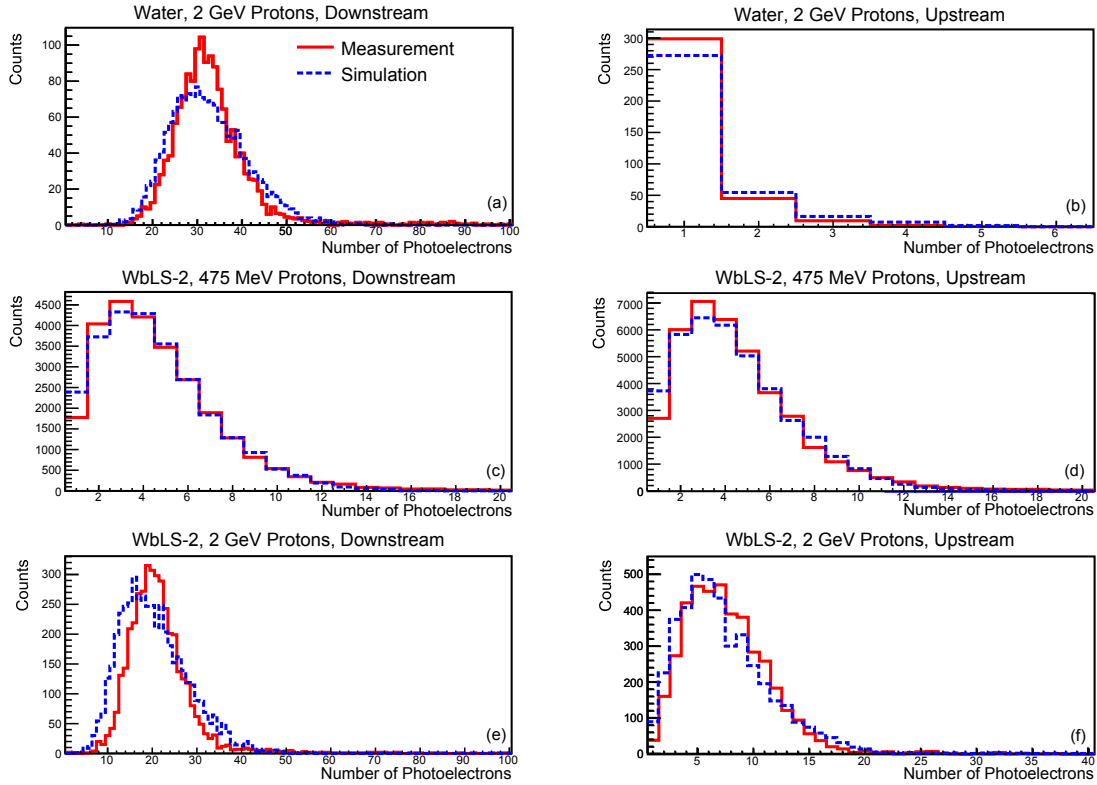 Water, 2 GeV Protons, Downstream
Counts
100
80
60
40
20
0
Measurement
Simulation
(a)
10 20 30 40 50 60 70 80 90 100
Number of Photoelectrons
Water, 2 GeV Protons, Upstream
Counts
300
250
200
150
100
50
0
(b)
1 2 3 4 5 6
Number of Photoelectrons
WbLS-2, 475 MeV Protons, Downstream
Counts
4500
4000
3500
3000
2500
2000
1500
1000
500
0
(c)
2 4 6 8 10 12 14 16 18 20
Number of Photoelectrons
WbLS-2, 475 MeV Protons, Upstream
Counts
7000
6000
5000
4000
3000
2000
1000
0
(d)
2 4 6 8 10 12 14 16 18 20
Number of Photoelectrons
WbLS-2, 2 GeV Protons, Downstream
Counts
300
250
200
150
100
50
0
(e)
10 20 30 40 50 60 70 80 90 100
Number of Photoelectrons
WbLS-2, 2 GeV Protons, Upstream
Counts
500
400
300
200
100
0
(f)
5 10 15 20 25 30 35 40
Number of Photoelectrons